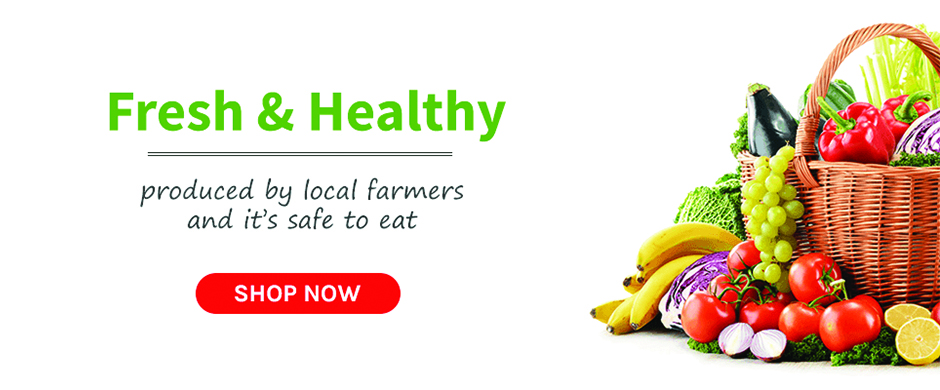 Fresh & Healthy
produced by local farmers
and it's safe to eat
SHOP NOW